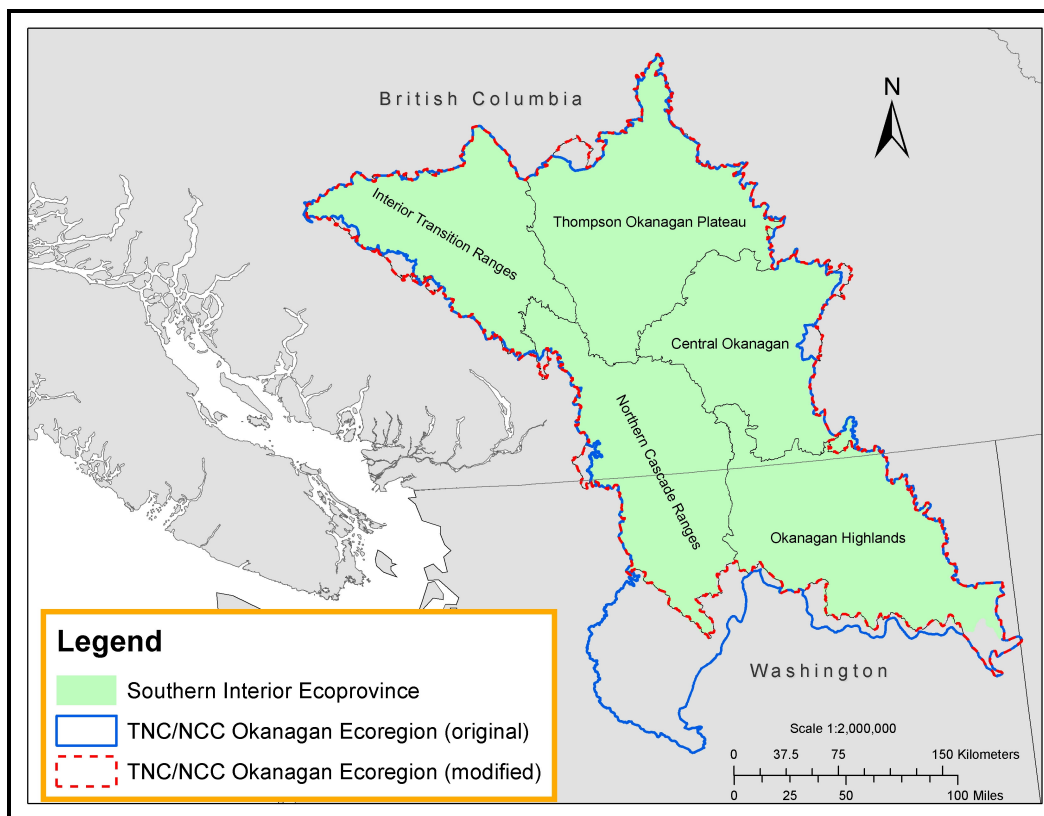 British Columbia
N
Interior Transition Ranges
Thompson Okanagan Plateau
Central Okanagan
Northern Cascade Ranges
Okanagan Highlands
Washington
Legend
Southern Interior Ecoprovince
TNC/NCC Okanagan Ecoregion (original)
TNC/NCC Okanagan Ecoregion (modified)
Scale 1:2,000,000
0 37.5 75 150 Kilometers
0 25 50 100 Miles